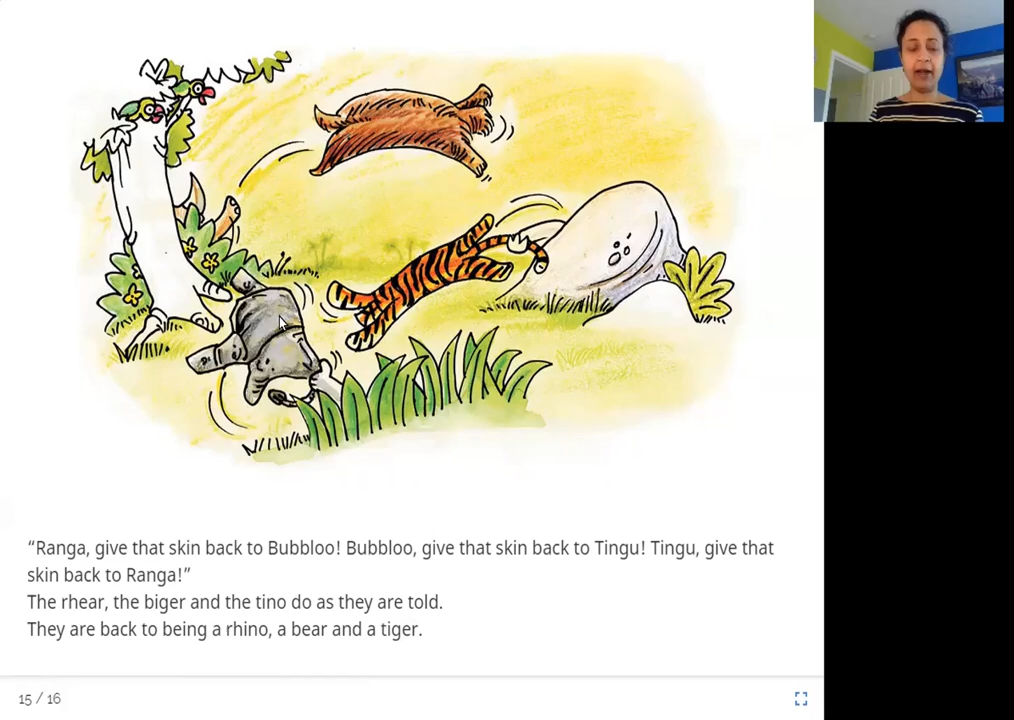 “Ranga, give that skin back to Bubbloo! Bubbloo, give that skin back to Tingu! Tingu, give that
skin back to Ranga!”
The rhear, the biger and the tino do as they are told.
They are back to being a rhino, a bear and a tiger.
15 / 16